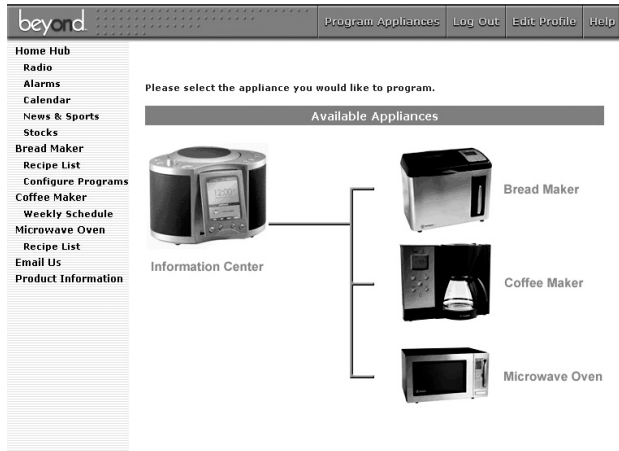 beyond.
Program Appliances
Log Out
Edit Profile
Help
Home Hub
Radio
Alarms
Calendar
News & Sports
Stocks
Bread Maker
Recipe List
Configure Programs
Coffee Maker
Weekly Schedule
Microwave Oven
Recipe List
Email Us
Product Information
Please select the appliance you would like to program.
Available Appliances
Information Center
Bread Maker
Coffee Maker
Microwave Oven